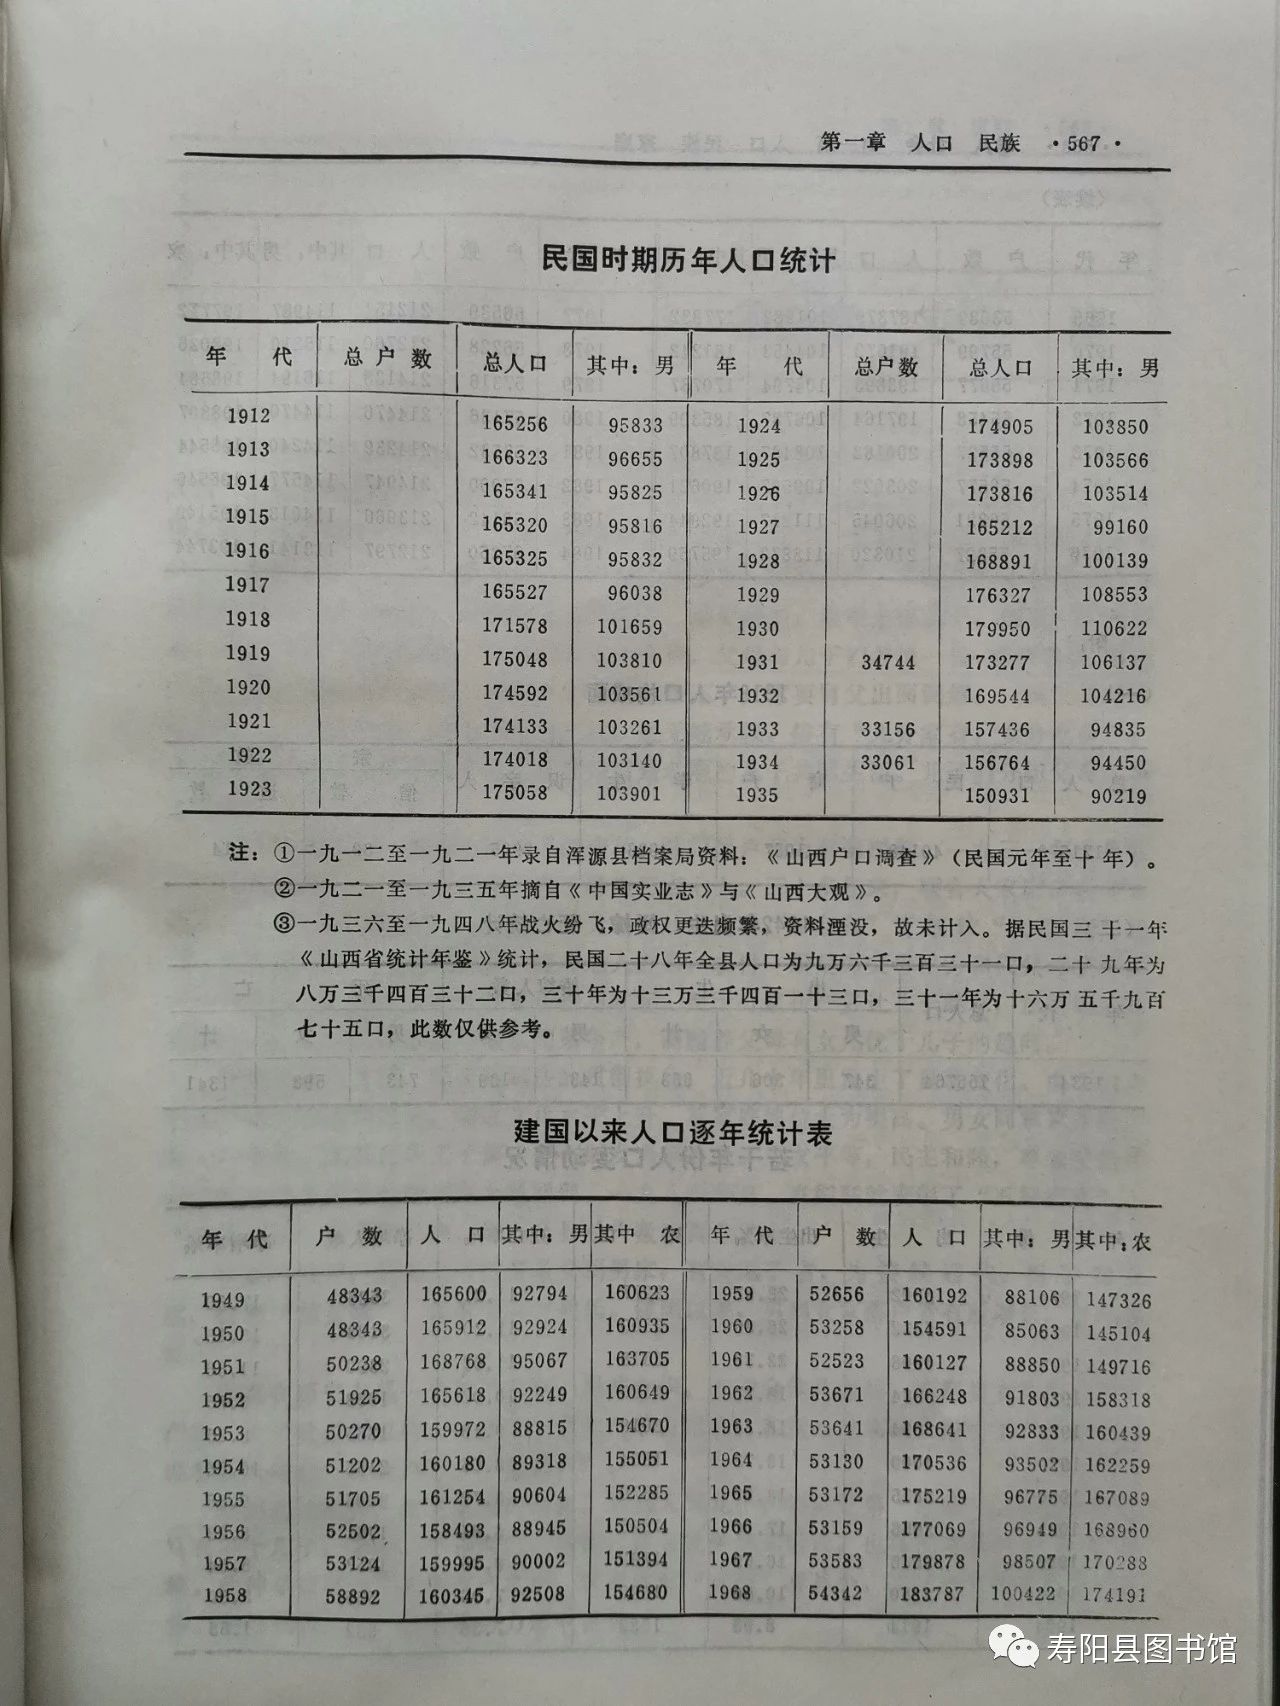 第一章 人口 民族 ·567·
民国时期历年人口统计
年 代 总户数 总人口 其中：男 年 代 总户数 总人口 其中：男
1912 165256 95833 1924 174905 103850
1913 166323 96655 1925 173898 103566
1914 165341 95825 1926 173816 103514
1915 165320 95816 1927 165212 99160
1916 165325 95832 1928 168891 100139
1917 165527 96038 1929 176327 108553
1918 171578 101659 1930 179950 110622
1919 175048 103810 1931 34744 173277 106137
1920 174592 103561 1932 169544 104216
1921 174133 103261 1933 33156 157436 94835
1922 174018 103140 1934 33061 156764 94450
1923 175058 103901 1935 150931 90219
注：①一九一二至一九二一年录自浑源县档案局资料：《山西户口调查》（民国元年至十年）。
②一九二一至一九三五年摘自《中国实业志》与《山西大观》。
③一九三六至一九四八年战火纷飞，政权更迭频繁，资料湮没，故未计入。据民国三十一年
《山西省统计年鉴》统计，民国二十八年全县人口为九万六千三百三十一口，二十九年为
八万三千四百三十二口，三十年为十三万三千四百一十三口，三十一年为十六万五千九百
七十五口，此数仅供参考。
建国以来人口逐年统计表
年 代 户 数 人 口 其中：男 其中 农 年 代 户 数 人 口 其中：男 其中：农
1949 48343 165600 92794 160623 1959 52656 160192 88106 147326
1950 48343 165912 92924 160935 1960 53258 154591 85063 145104
1951 50238 168768 95067 163705 1961 52523 160127 88850 149716
1952 51925 165618 92249 160649 1962 53671 166248 91803 158318
1953 50270 159972 88815 154670 1963 53641 168641 92833 160439
1954 51202 160180 89318 155051 1964 53130 170536 93502 162259
1955 51705 161254 90604 152285 1965 53172 175219 96775 167089
1956 52502 158493 88945 150504 1966 53159 177069 96949 168960
1957 53124 159995 90002 151394 1967 53583 179878 98507 170288
1958 58892 160345 92508 154680 1968 54342 183787 100422 174191
寿阳县图书馆